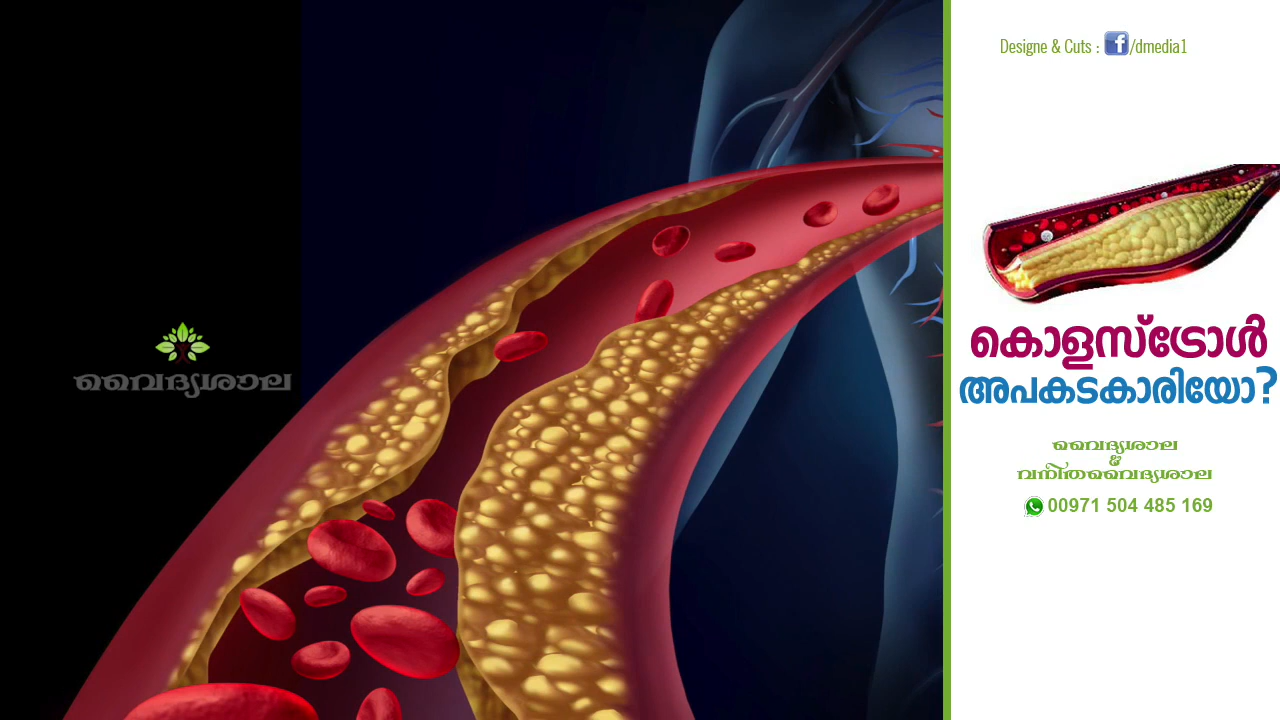 വൈദ്യശാല
Designe & Cuts : f/dmedia1
കൊളസ്ട്രോൾ
അപകടകാരിയോ?
വൈദ്യശാല
&
വനിതവൈദ്യശാല
00971 504 485 169